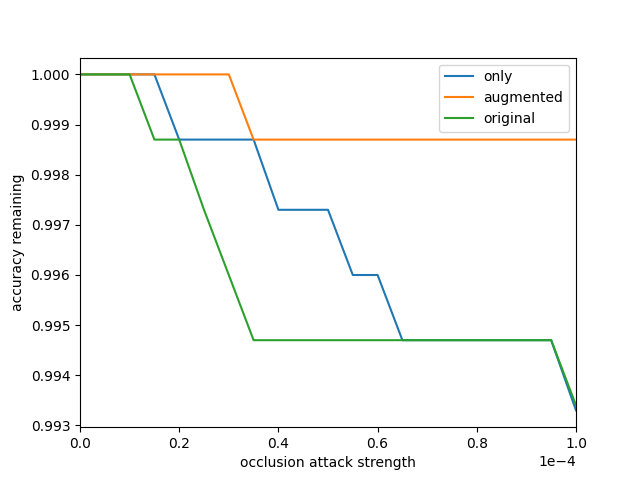 1.000
0.999
0.998
0.997
0.996
0.995
0.994
0.993
accuracy remaining
only
augmented
original
0.0 0.2 0.4 0.6 0.8 1.0
1e−4
occlusion attack strength